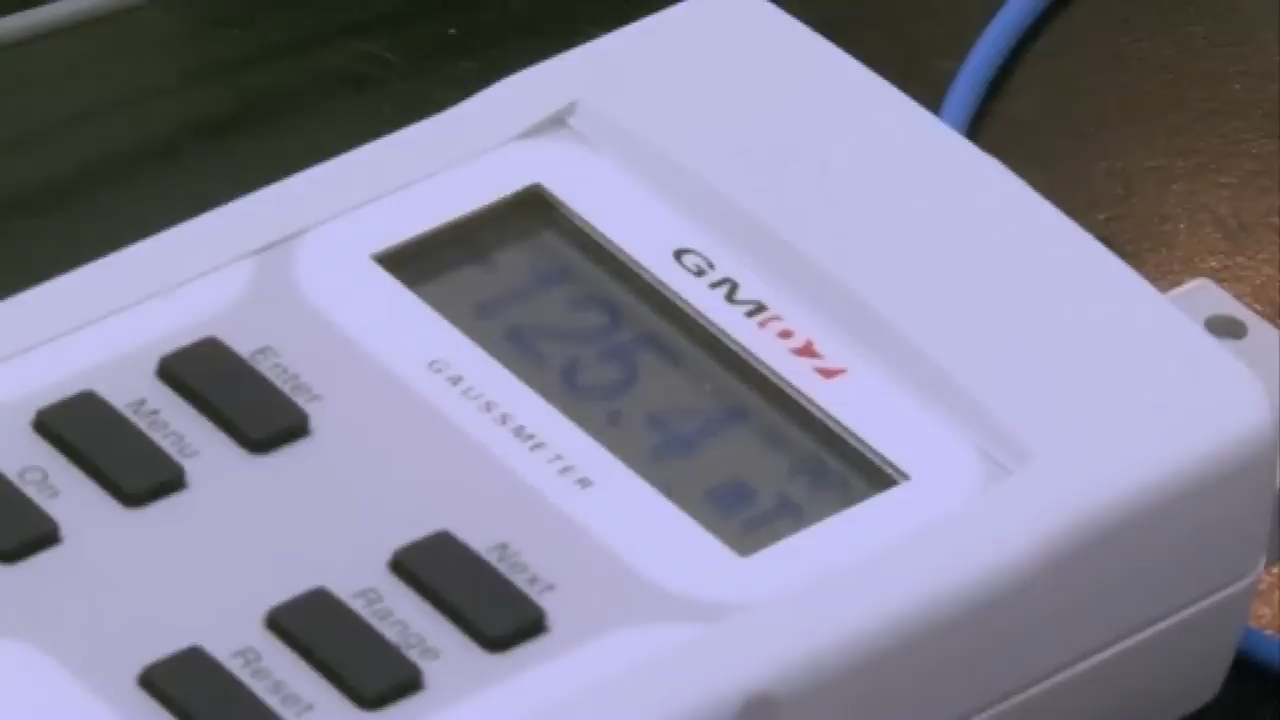 GM
GAUSSMETER
125.4
mT
Enter
Menu
On
Next
Range
Reset